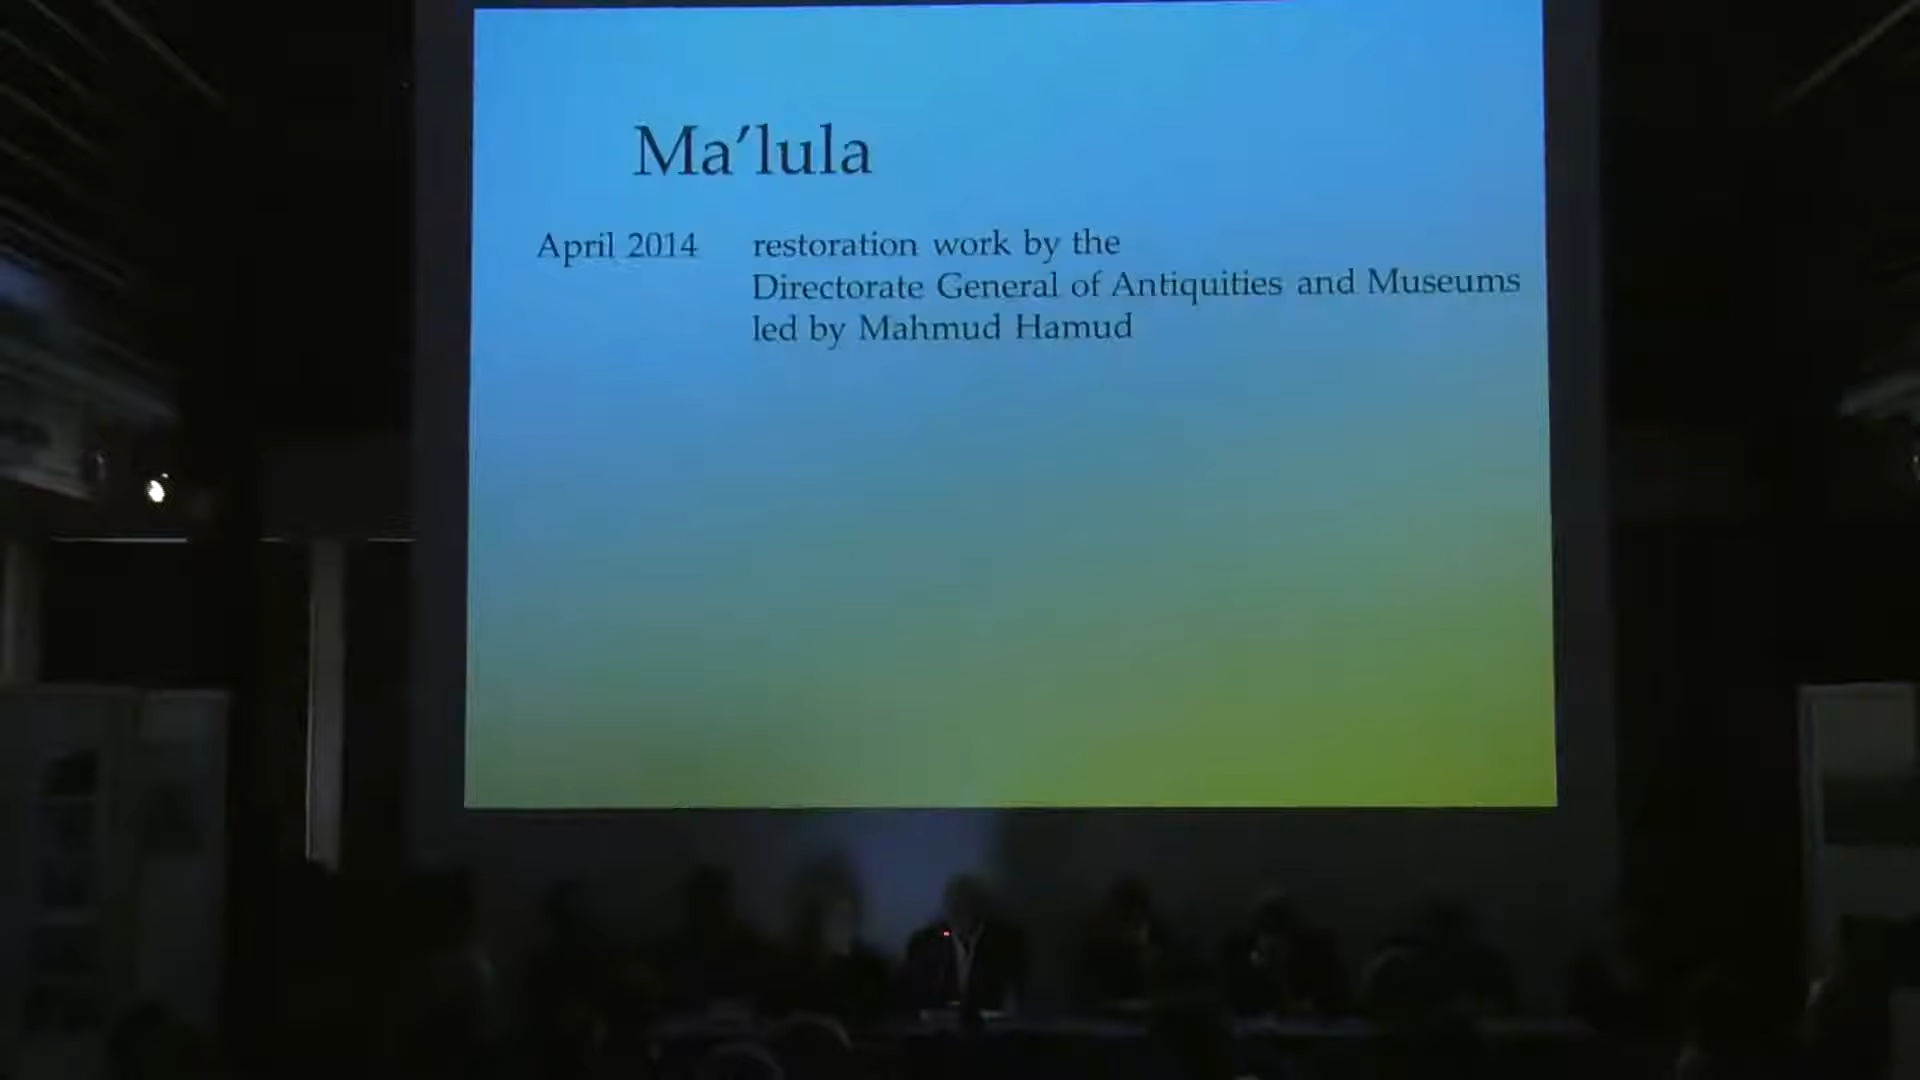 Ma’lula
April 2014 restoration work by the
Directorate General of Antiquities and Museums
led by Mahmud Hamud